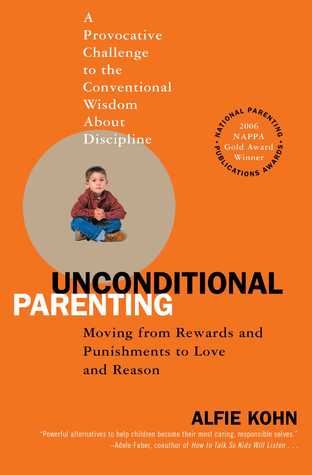 A
Provocative
Challenge
to the
Conventional
Wisdom
About
Discipline
NATIONAL PARENTING
PUBLICATIONS AWARDS
2006
NAPPA
Gold Award
Winner
UNCONDITIONAL
PARENTING
Moving from Rewards and
Punishments to Love
and Reason
ALFIE KOHN
"Powerful alternatives to help children become their most caring, responsible selves."
—Adele Faber, coauthor of How to Talk So Kids Will Listen . . .